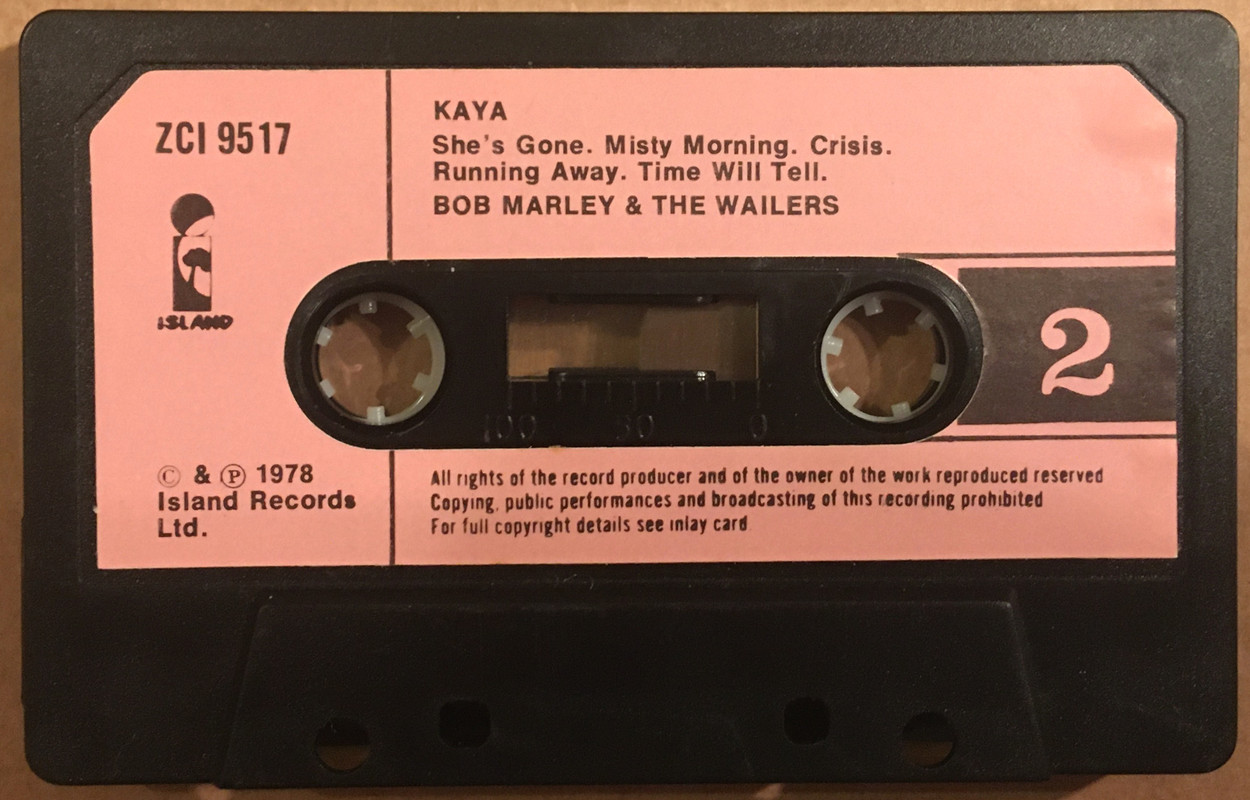 ZCI 9517
ISLAND
© & ℗ 1978
Island Records
Ltd.
KAYA
She's Gone. Misty Morning. Crisis.
Running Away. Time Will Tell.
BOB MARLEY & THE WAILERS
100 50 0
2
All rights of the record producer and of the owner of the work reproduced reserved
Copying, public performances and broadcasting of this recording prohibited
For full copyright details see inlay card